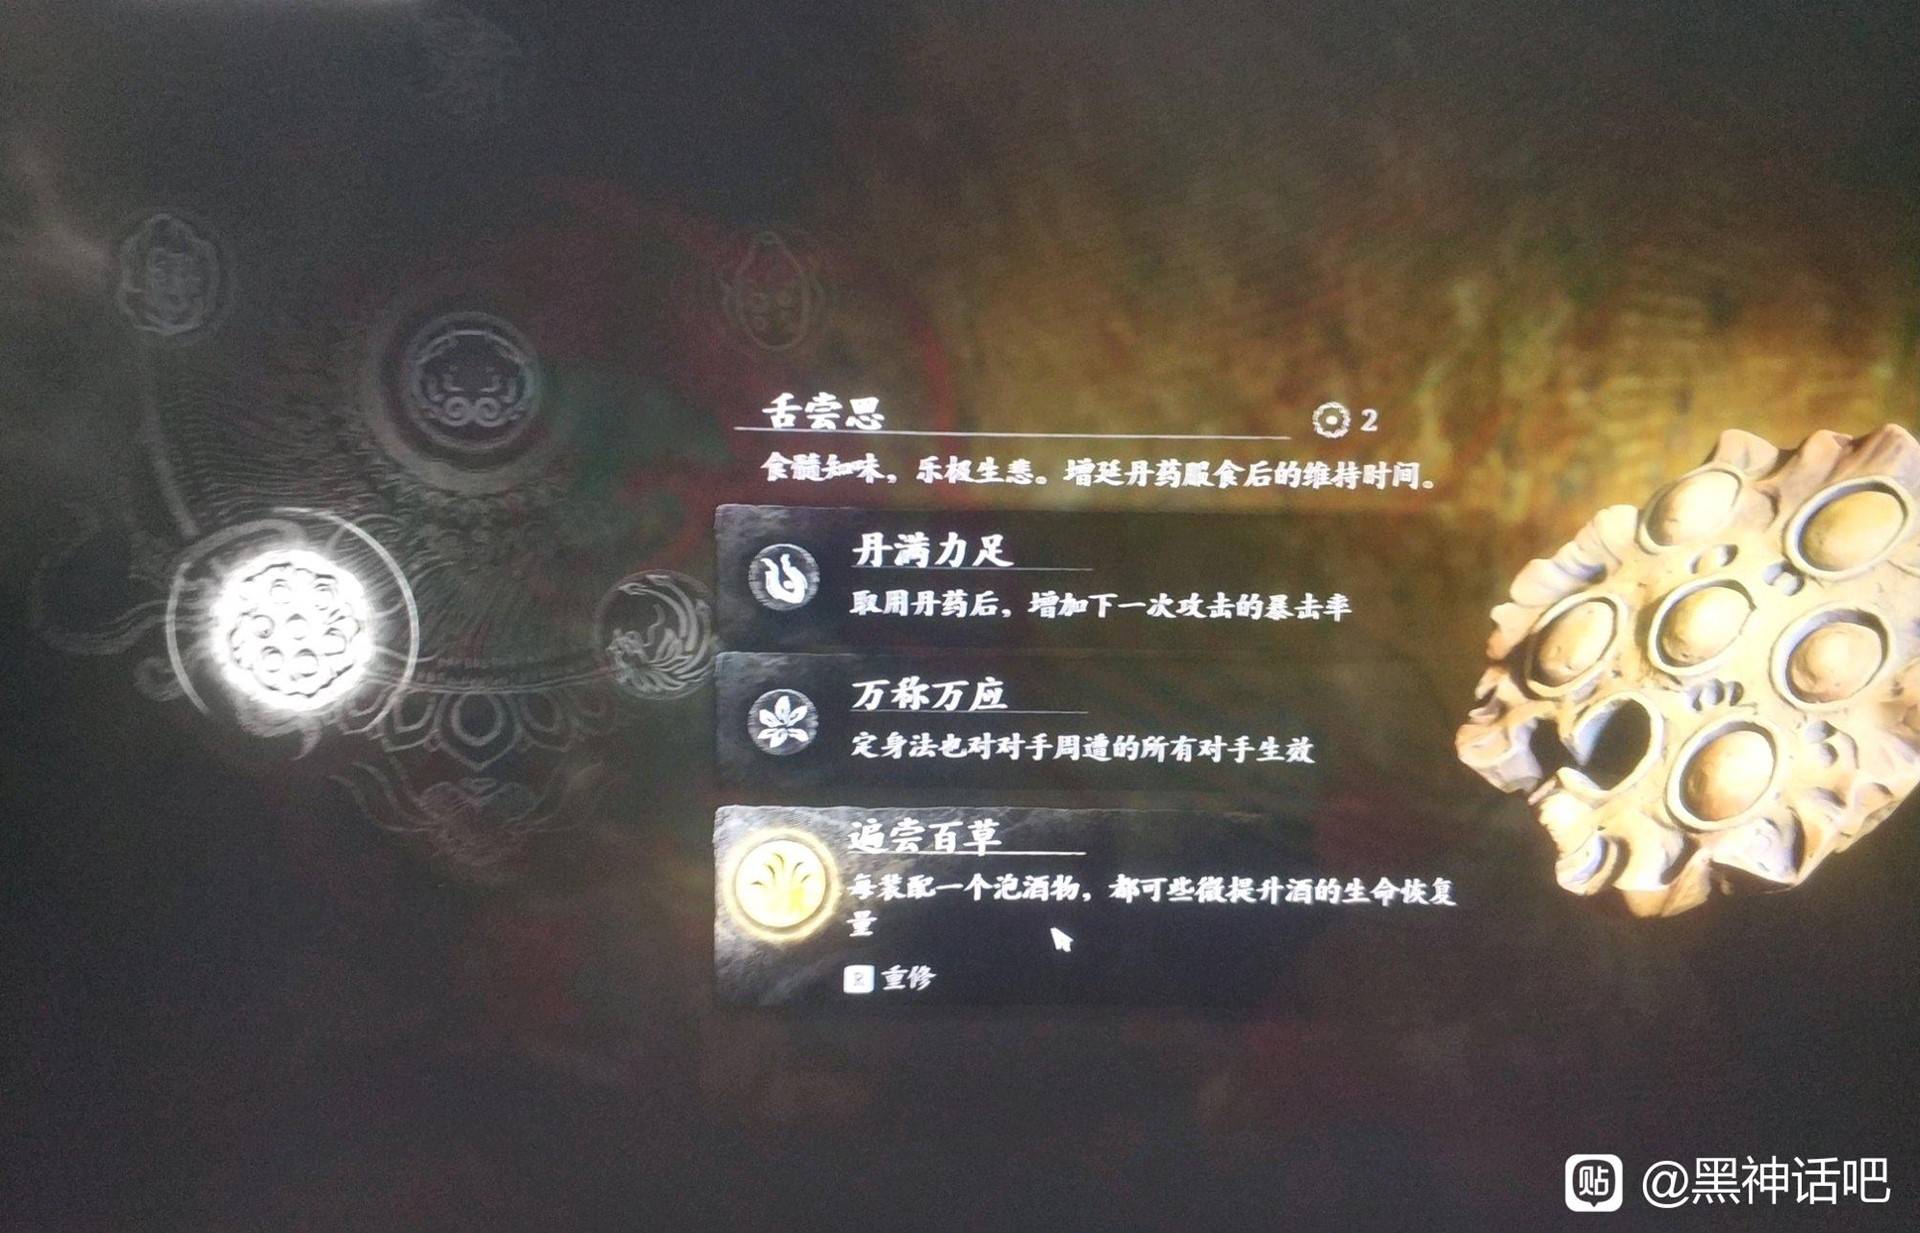 舌尝思
2
食髓知味，乐极生悲。增延丹药服食后的维持时间。
丹满力足
取用丹药后，增加下一次攻击的暴击率
万称万应
定身法也对对手周遭的所有对手生效
遍尝百草
每装配一个泡酒物，都可些微提升酒的生命恢复
量
R 重修
贴 @黑神话吧